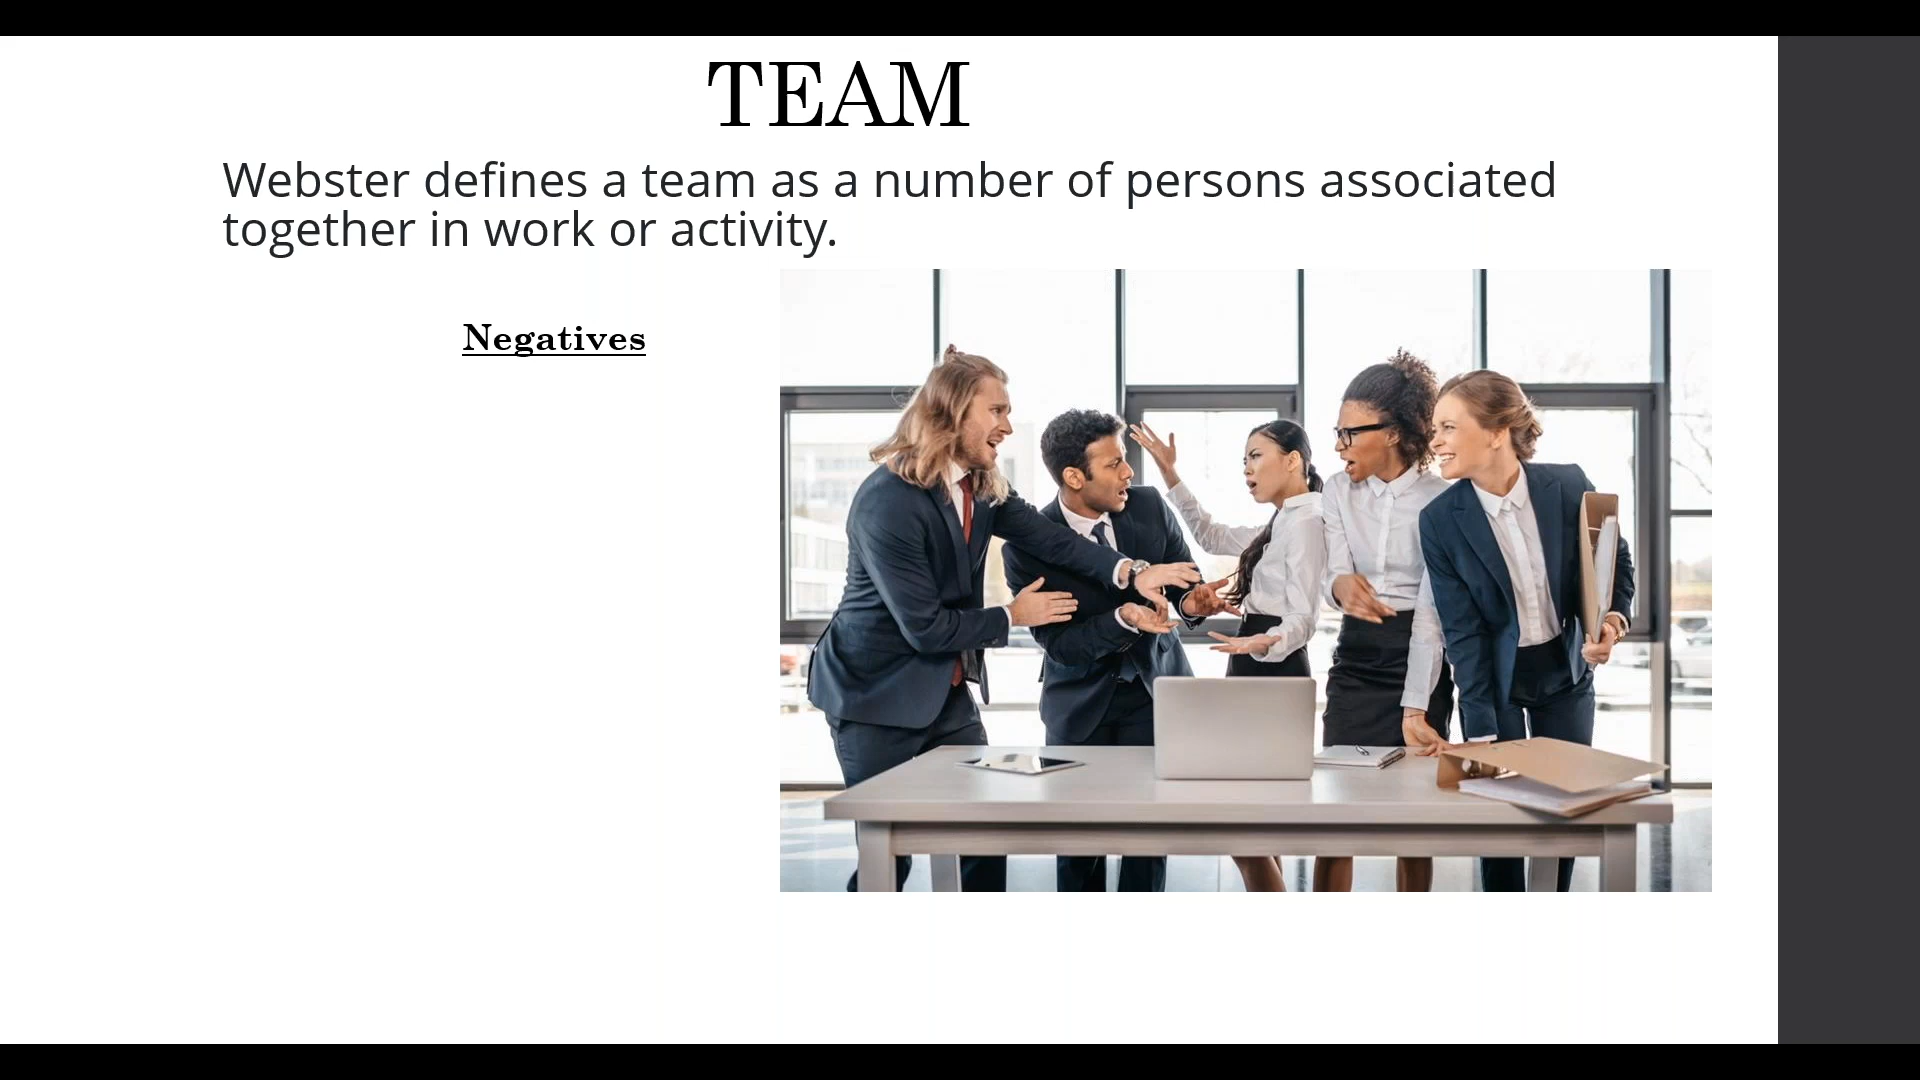 TEAM
Webster defines a team as a number of persons associated
together in work or activity.
Negatives